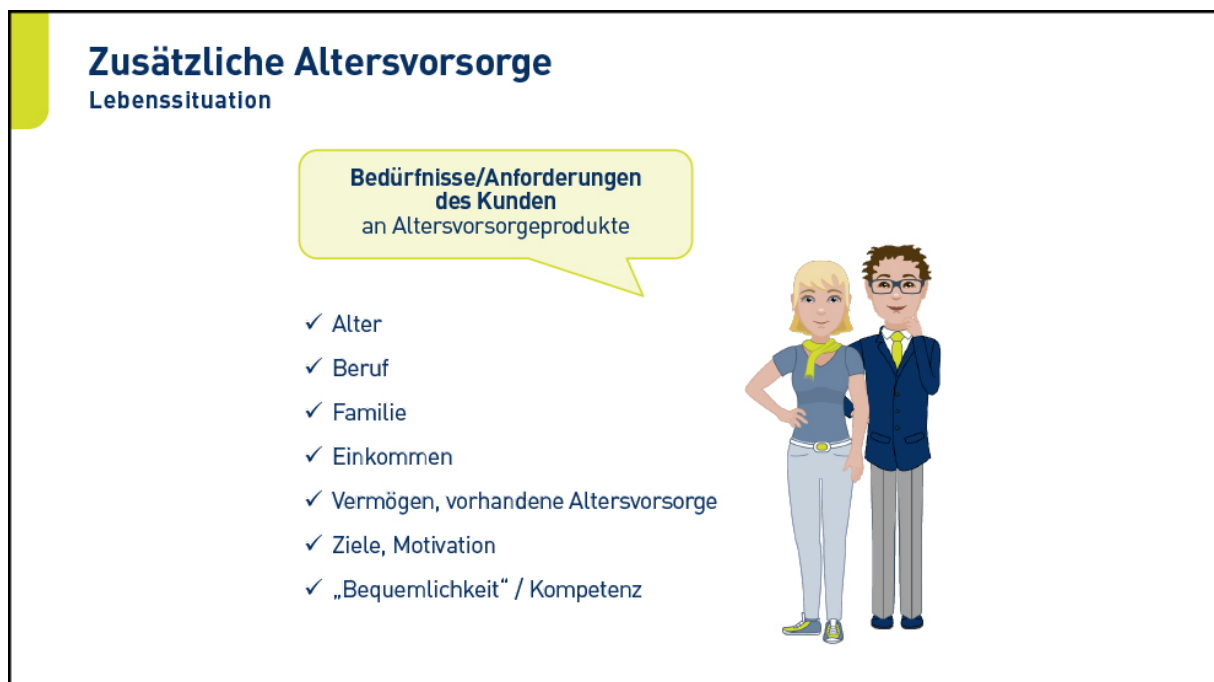 Zusätzliche Altersvorsorge
Lebenssituation
Bedürfnisse/Anforderungen
des Kunden
an Altersvorsorgeprodukte
✓ Alter
✓ Beruf
✓ Familie
✓ Einkommen
✓ Vermögen, vorhandene Altersvorsorge
✓ Ziele, Motivation
✓ „Bequemlichkeit“ / Kompetenz